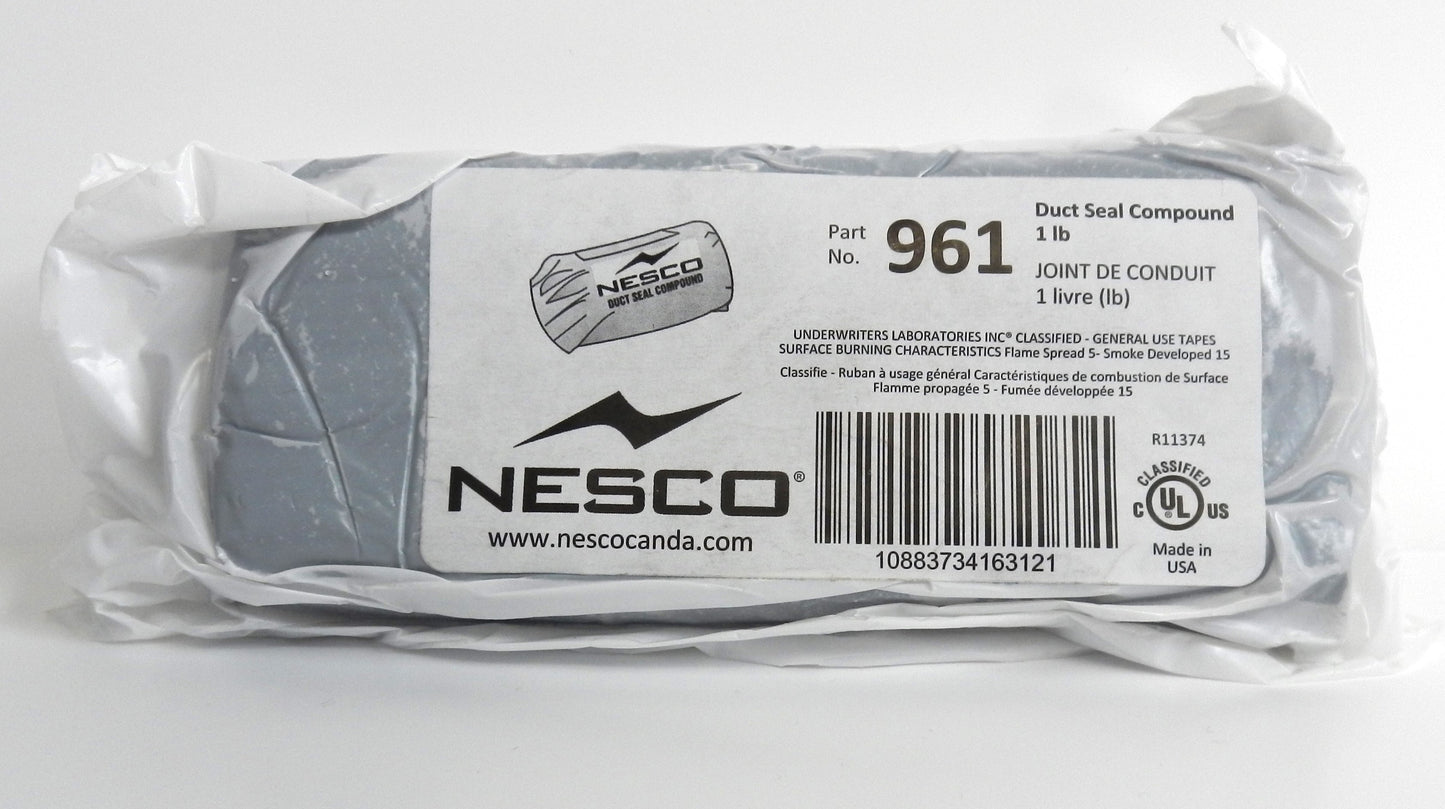 NESCO
DUCT SEAL COMPOUND
Part
No.
961
Duct Seal Compound
1 lb
JOINT DE CONDUIT
1 livre (lb)
UNDERWRITERS LABORATORIES INC® CLASSIFIED - GENERAL USE TAPES
SURFACE BURNING CHARACTERISTICS Flame Spread 5- Smoke Developed 15
Classifie - Ruban à usage général Caractéristiques de combustion de Surface
Flamme propagée 5 - Fumée développée 15
NESCO®
www.nescocanda.com
10883734163121
R11374
CLASSIFIED
C UL® US
Made in
USA